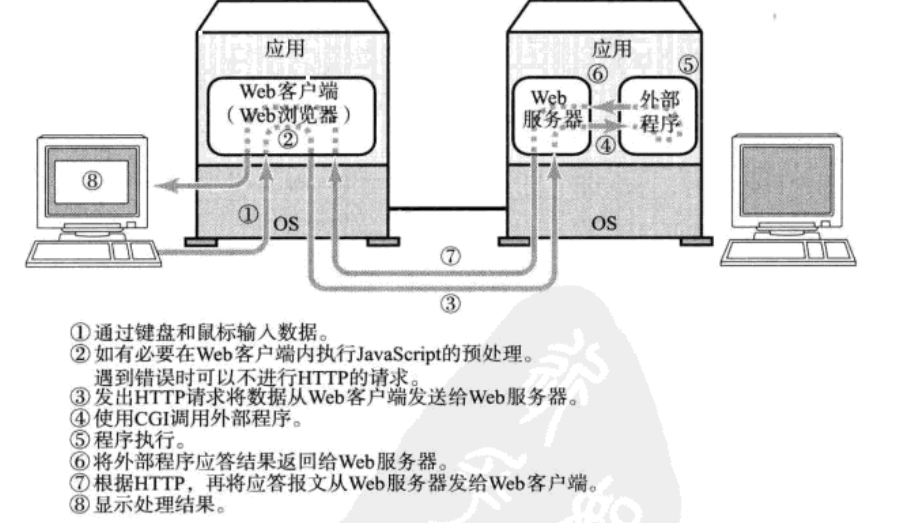 应用
应用
Web客户端
（Web浏览器）
②
Web
服务器
⑥
外部
程序
⑤
④
⑧
①
OS
OS
⑦
③
①通过键盘和鼠标输入数据。
②如有必要在Web客户端内执行JavaScript的预处理。
遇到错误时可以不进行HTTP的请求。
③发出HTTP请求将数据从Web客户端发送给Web服务器。
④使用CGI调用外部程序。
⑤程序执行。
⑥将外部程序应答结果返回给Web服务器。
⑦根据HTTP，再将应答报文从Web服务器发给Web客户端。
⑧显示处理结果。